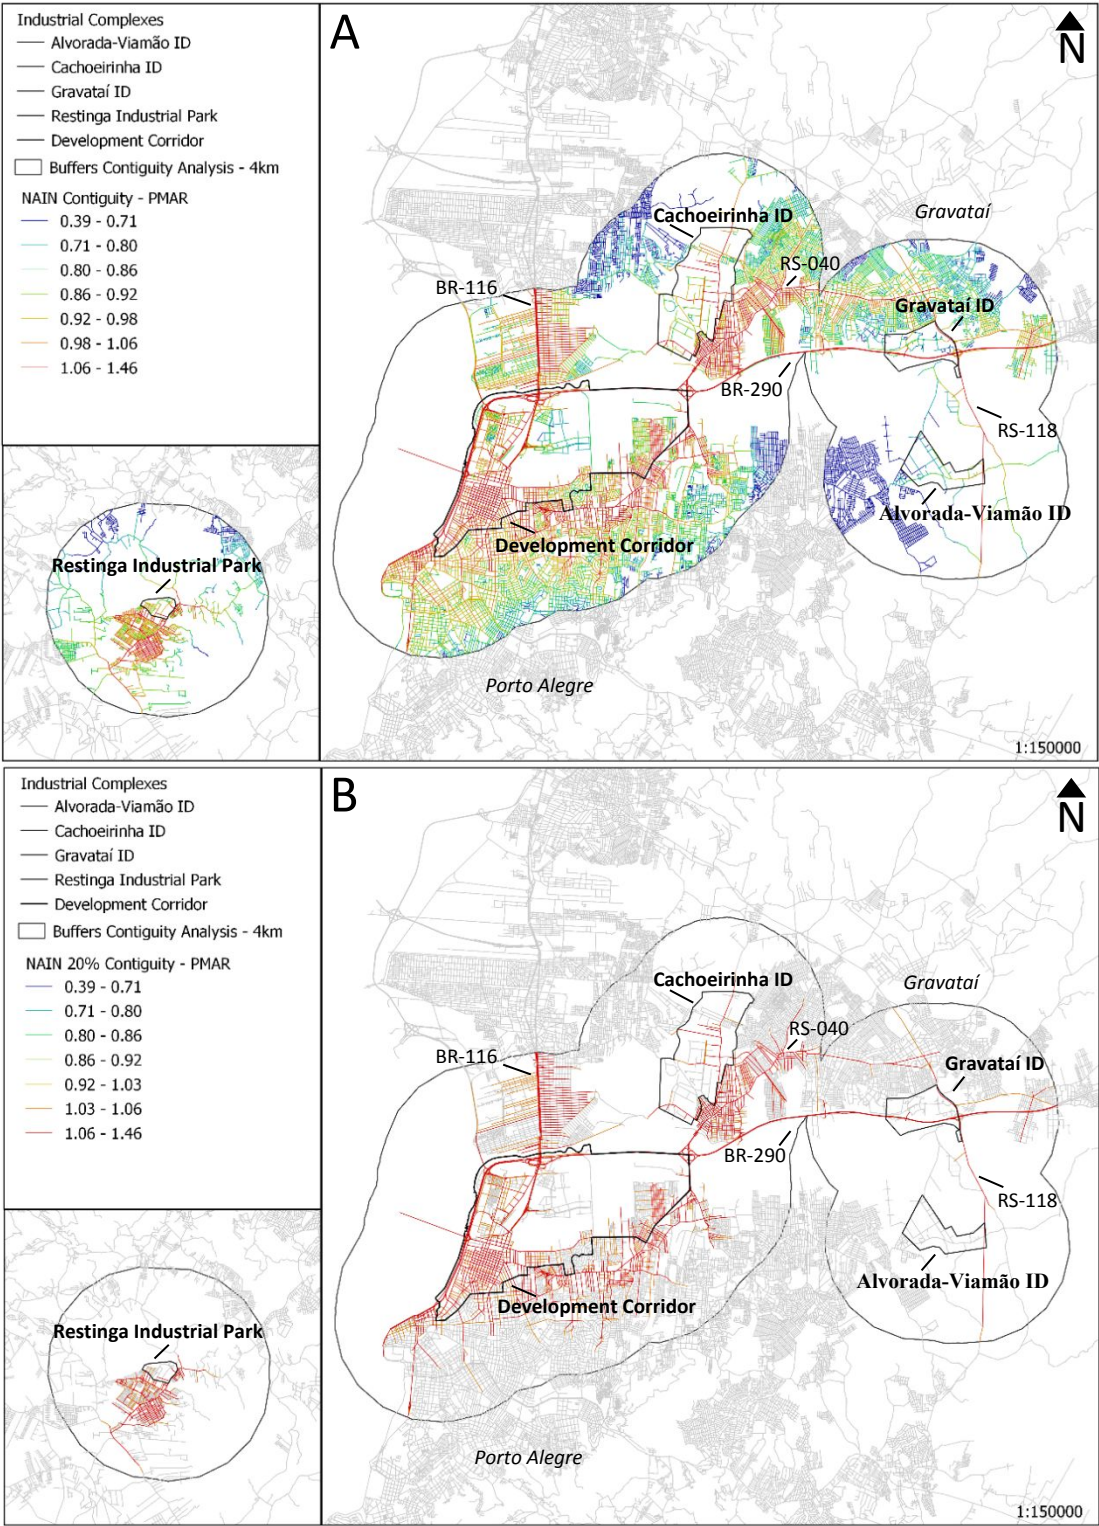 Industrial Complexes
Alvorada-Viamão ID
Cachoeirinha ID
Gravataí ID
Restinga Industrial Park
Development Corridor
Buffers Contiguity Analysis - 4km
NAIN Contiguity - PMAR
0.39 - 0.71
0.71 - 0.80
0.80 - 0.86
0.86 - 0.92
0.92 - 0.98
0.98 - 1.06
1.06 - 1.46
Restinga Industrial Park
A
N
Cachoeirinha ID
Gravataí
RS-040
BR-116
Gravataí ID
BR-290
RS-118
Alvorada-Viamão ID
Development Corridor
Porto Alegre
1:150000
Industrial Complexes
Alvorada-Viamão ID
Cachoeirinha ID
Gravataí ID
Restinga Industrial Park
Development Corridor
Buffers Contiguity Analysis - 4km
NAIN 20% Contiguity - PMAR
0.39 - 0.71
0.71 - 0.80
0.80 - 0.86
0.86 - 0.92
0.92 - 1.03
1.03 - 1.06
1.06 - 1.46
Restinga Industrial Park
B
N
Cachoeirinha ID
Gravataí
RS-040
BR-116
Gravataí ID
BR-290
RS-118
Alvorada-Viamão ID
Development Corridor
Porto Alegre
1:150000